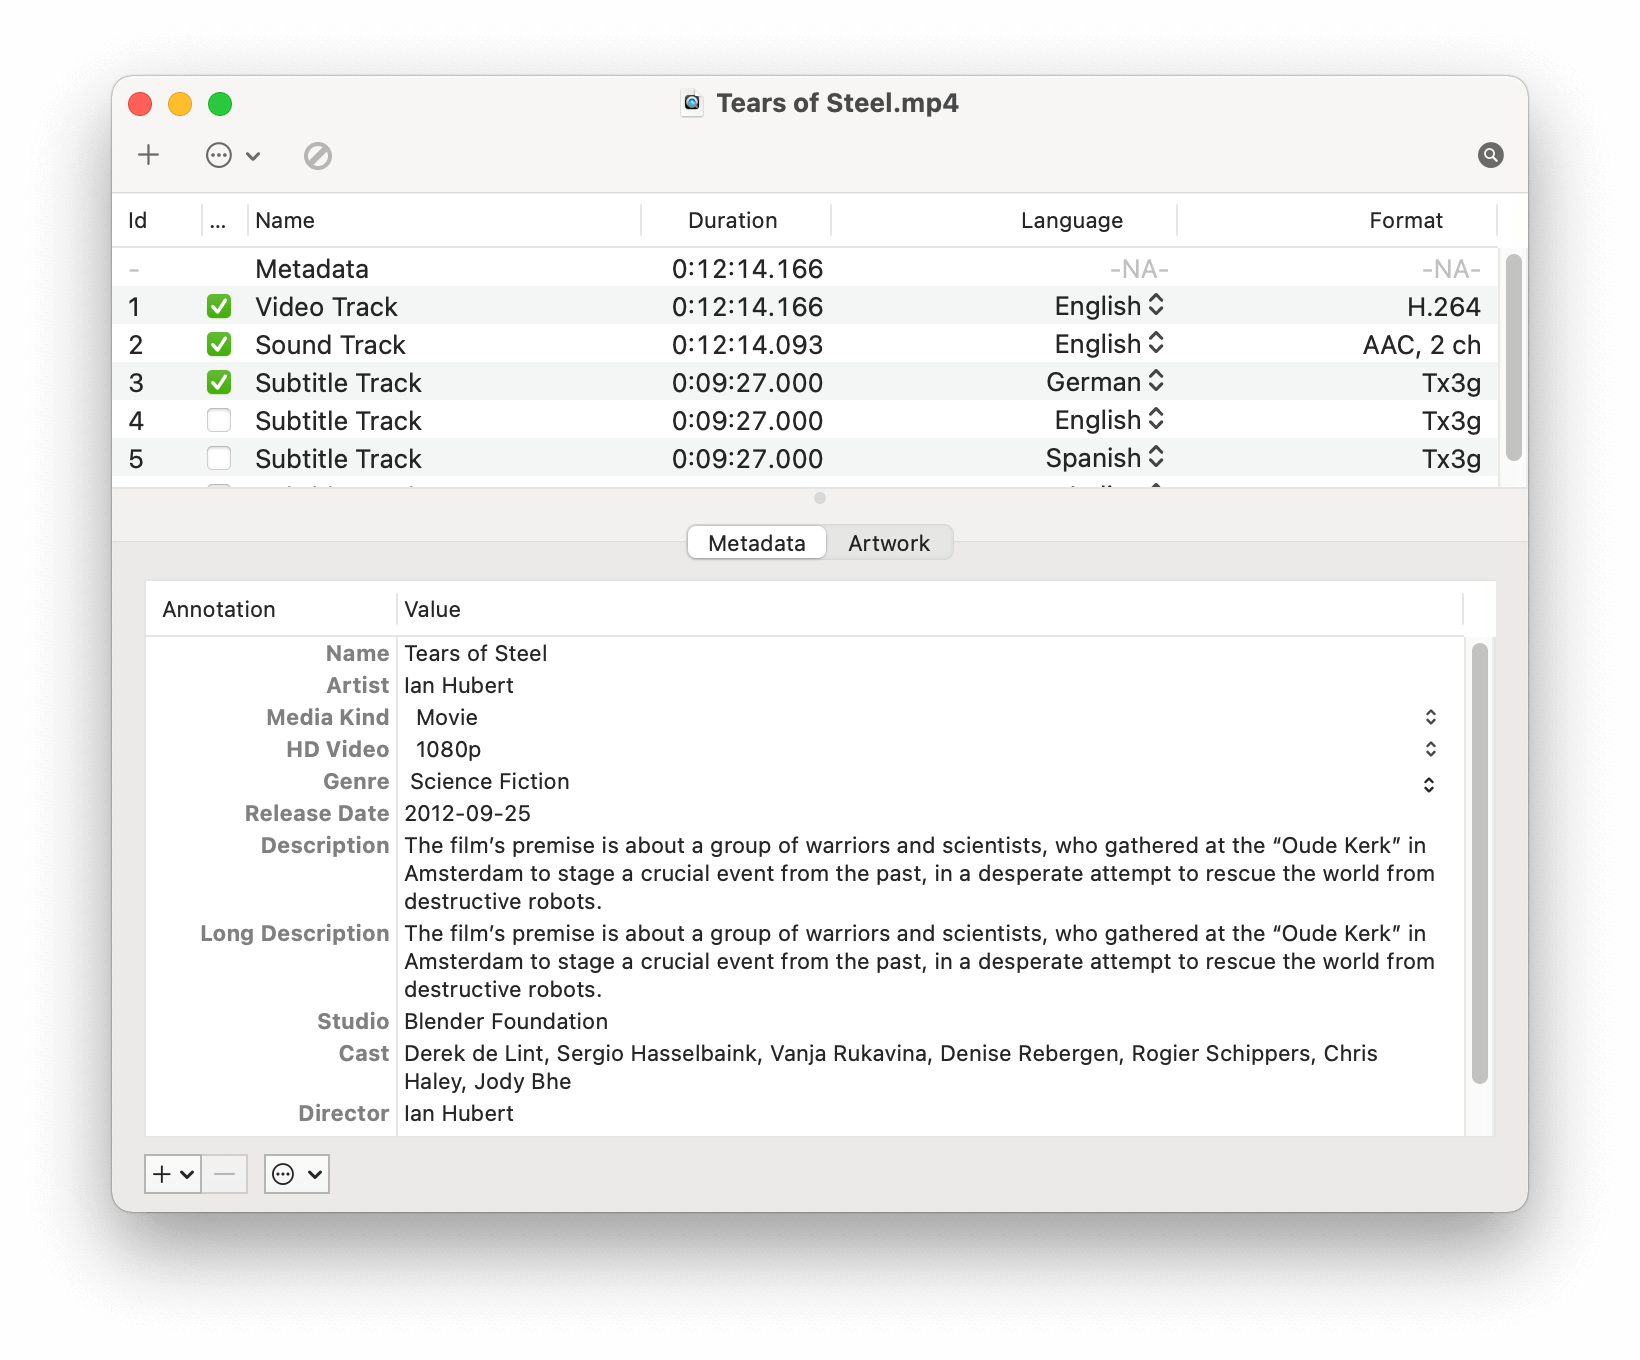 Tears of Steel.mp4
Id ... Name Duration Language Format
- Metadata 0:12:14.166 -NA- -NA-
1 Video Track 0:12:14.166 English H.264
2 Sound Track 0:12:14.093 English AAC, 2 ch
3 Subtitle Track 0:09:27.000 German Tx3g
4 Subtitle Track 0:09:27.000 English Tx3g
5 Subtitle Track 0:09:27.000 Spanish Tx3g
Metadata Artwork
Annotation Value
Name Tears of Steel
Artist Ian Hubert
Media Kind Movie
HD Video 1080p
Genre Science Fiction
Release Date 2012-09-25
Description The film’s premise is about a group of warriors and scientists, who gathered at the “Oude Kerk” in
Amsterdam to stage a crucial event from the past, in a desperate attempt to rescue the world from
destructive robots.
Long Description The film’s premise is about a group of warriors and scientists, who gathered at the “Oude Kerk” in
Amsterdam to stage a crucial event from the past, in a desperate attempt to rescue the world from
destructive robots.
Studio Blender Foundation
Cast Derek de Lint, Sergio Hasselbaink, Vanja Rukavina, Denise Rebergen, Rogier Schippers, Chris
Haley, Jody Bhe
Director Ian Hubert